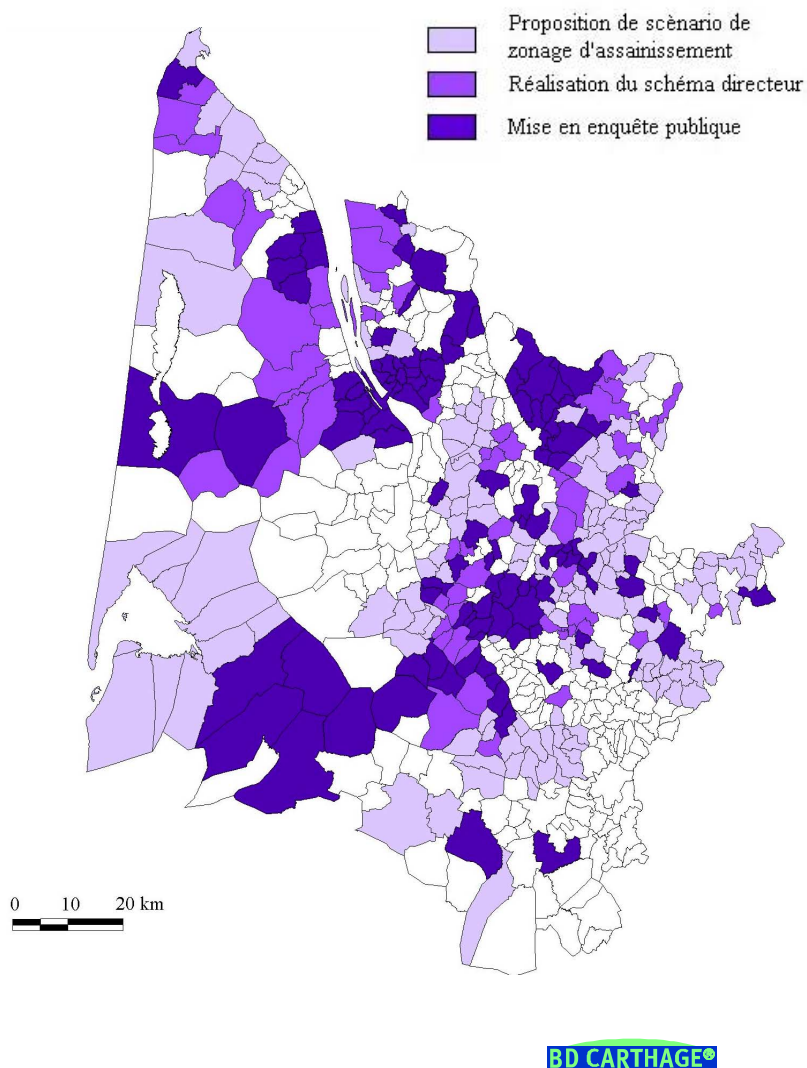 Proposition de scènario de
zonage d'assainissement
Réalisation du schéma directeur
Mise en enquête publique
0 10 20 km
BD CARTHAGE®